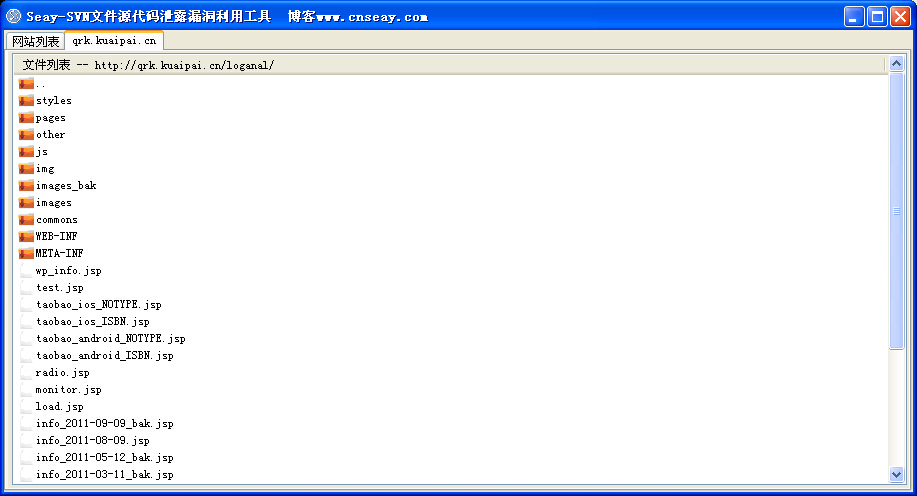 Seay-SVN文件源代码泄露漏洞利用工具 博客www.cnseay.com
网站列表 qrk.kuaipai.cn
文件列表 -- http://qrk.kuaipai.cn/loganal/
..
styles
pages
other
js
img
images_bak
images
commons
WEB-INF
META-INF
wp_info.jsp
test.jsp
taobao_ios_NOTYPE.jsp
taobao_ios_ISBN.jsp
taobao_android_NOTYPE.jsp
taobao_android_ISBN.jsp
radio.jsp
monitor.jsp
load.jsp
info_2011-09-09_bak.jsp
info_2011-08-09.jsp
info_2011-05-12_bak.jsp
info_2011-03-11_bak.jsp